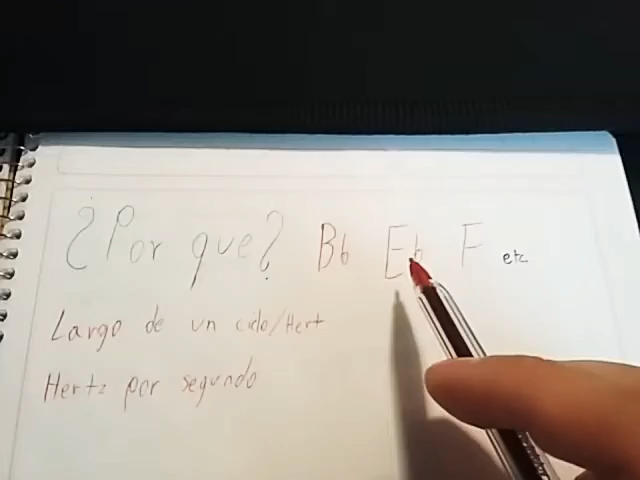 ¿Por que? Bb Eb F etc
Largo de un ciclo/Hert
Hertz por segundo